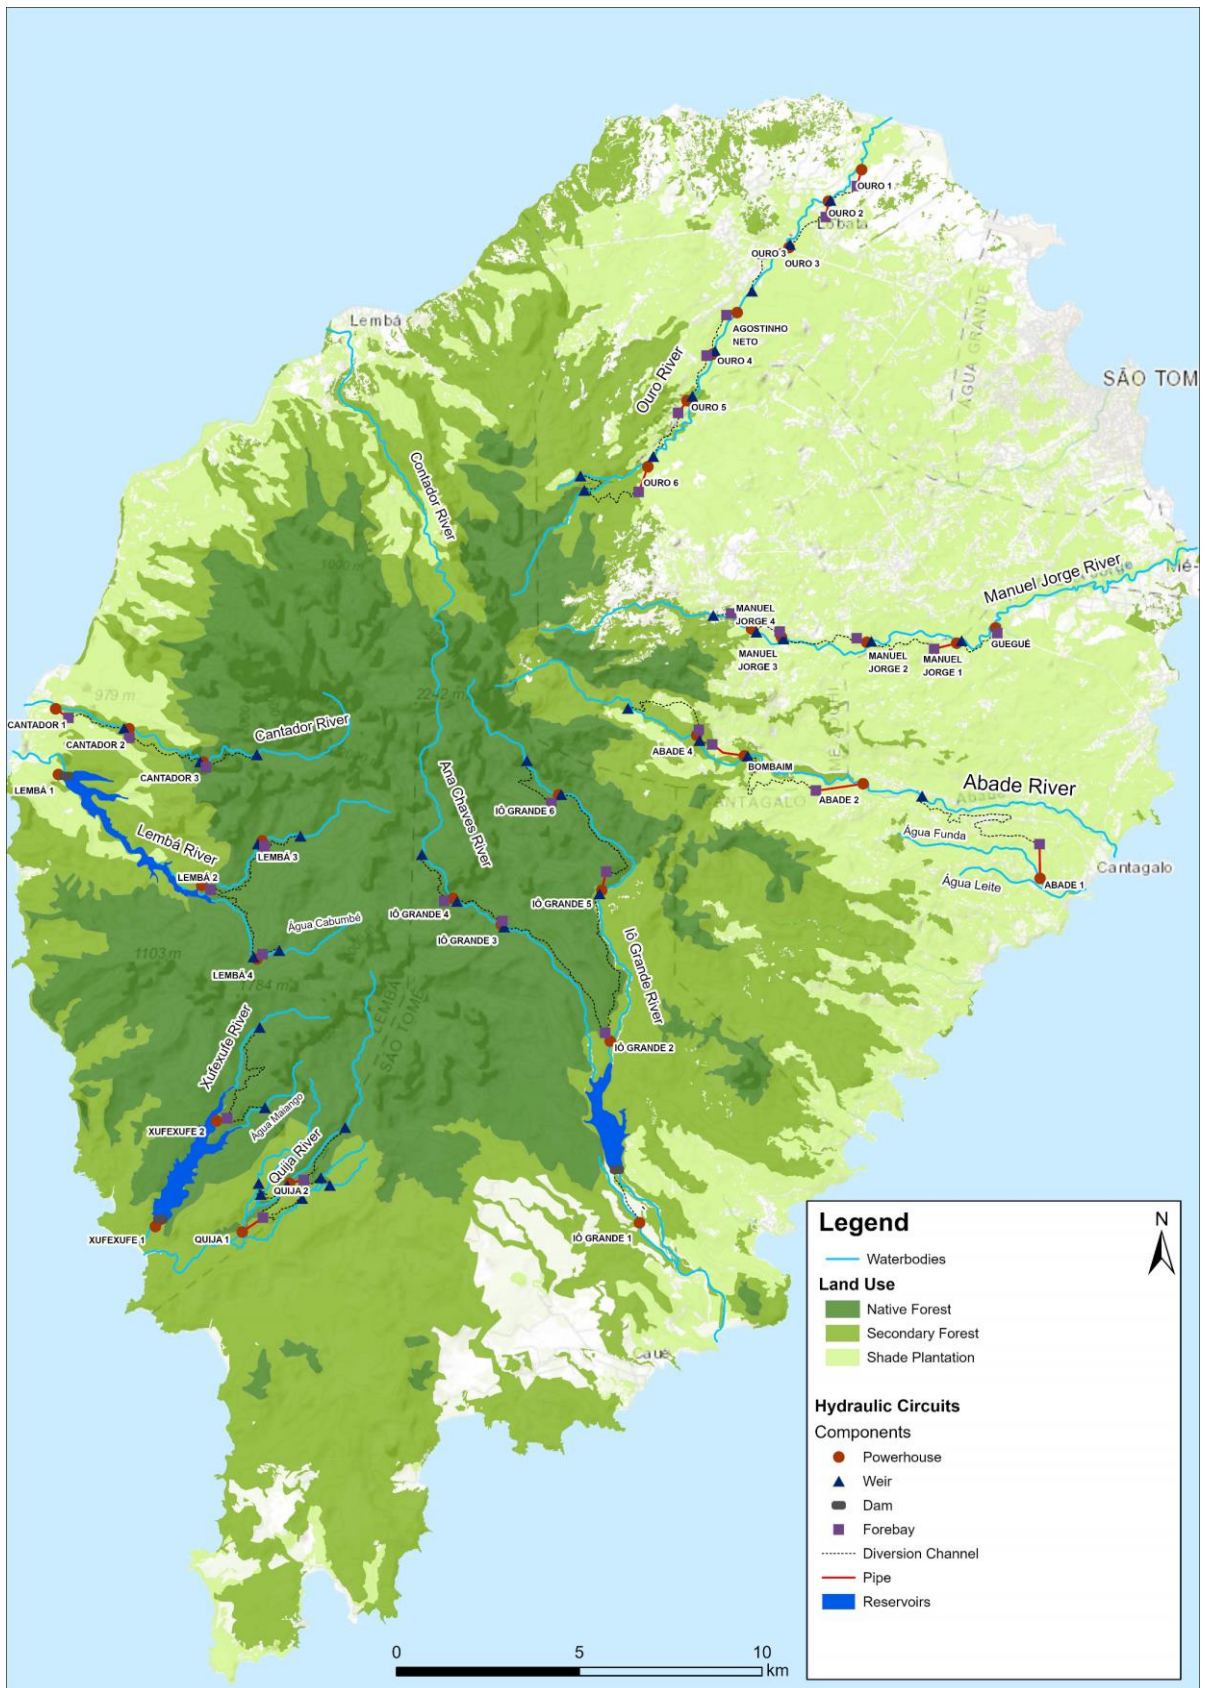 OURO 1
OURO 2
Lobata
OURO 3
OURO 3
AGOSTINHO
NETO
Lembá
OURO 4
Ouro River
ÁGUA GRANDE
SÃO TOM
OURO 5
Contador River
OURO 6
1000 m
Manuel Jorge River
Mé-
MANUEL
JORGE 4
GUEGUÉ
MANUEL
JORGE 3
MANUEL
JORGE 2
MANUEL
JORGE 1
979 m
2242 m
CANTADOR 1
Cantador River
CANTADOR 2
ABADE 4
BOMBAIM
CANTADOR 3
Ana Chaves River
Abade River
LEMBÁ 1
IÔ GRANDE 6
ABADE 2
CANTAGALO
Lembá River
Água Funda
LEMBÁ 3
Cantagalo
LEMBÁ 2
Água Leite
ABADE 1
IÔ GRANDE 5
IÔ GRANDE 4
Água Cabumbé
IÔ GRANDE 3
1103 m
Iô Grande River
LEMBÁ 4
1784 m
LEMBÁ
SÃO TOMÉ
Xufexufe River
IÔ GRANDE 2
Água Maiango
XUFEXUFE 2
Quija River
QUIJA 2
XUFEXUFE 1
QUIJA 1
IÔ GRANDE 1
Legend
N
Waterbodies
Land Use
Native Forest
Secondary Forest
Shade Plantation
Hydraulic Circuits
Components
Powerhouse
Weir
Dam
Forebay
Diversion Channel
Pipe
Reservoirs
0 5 10
km